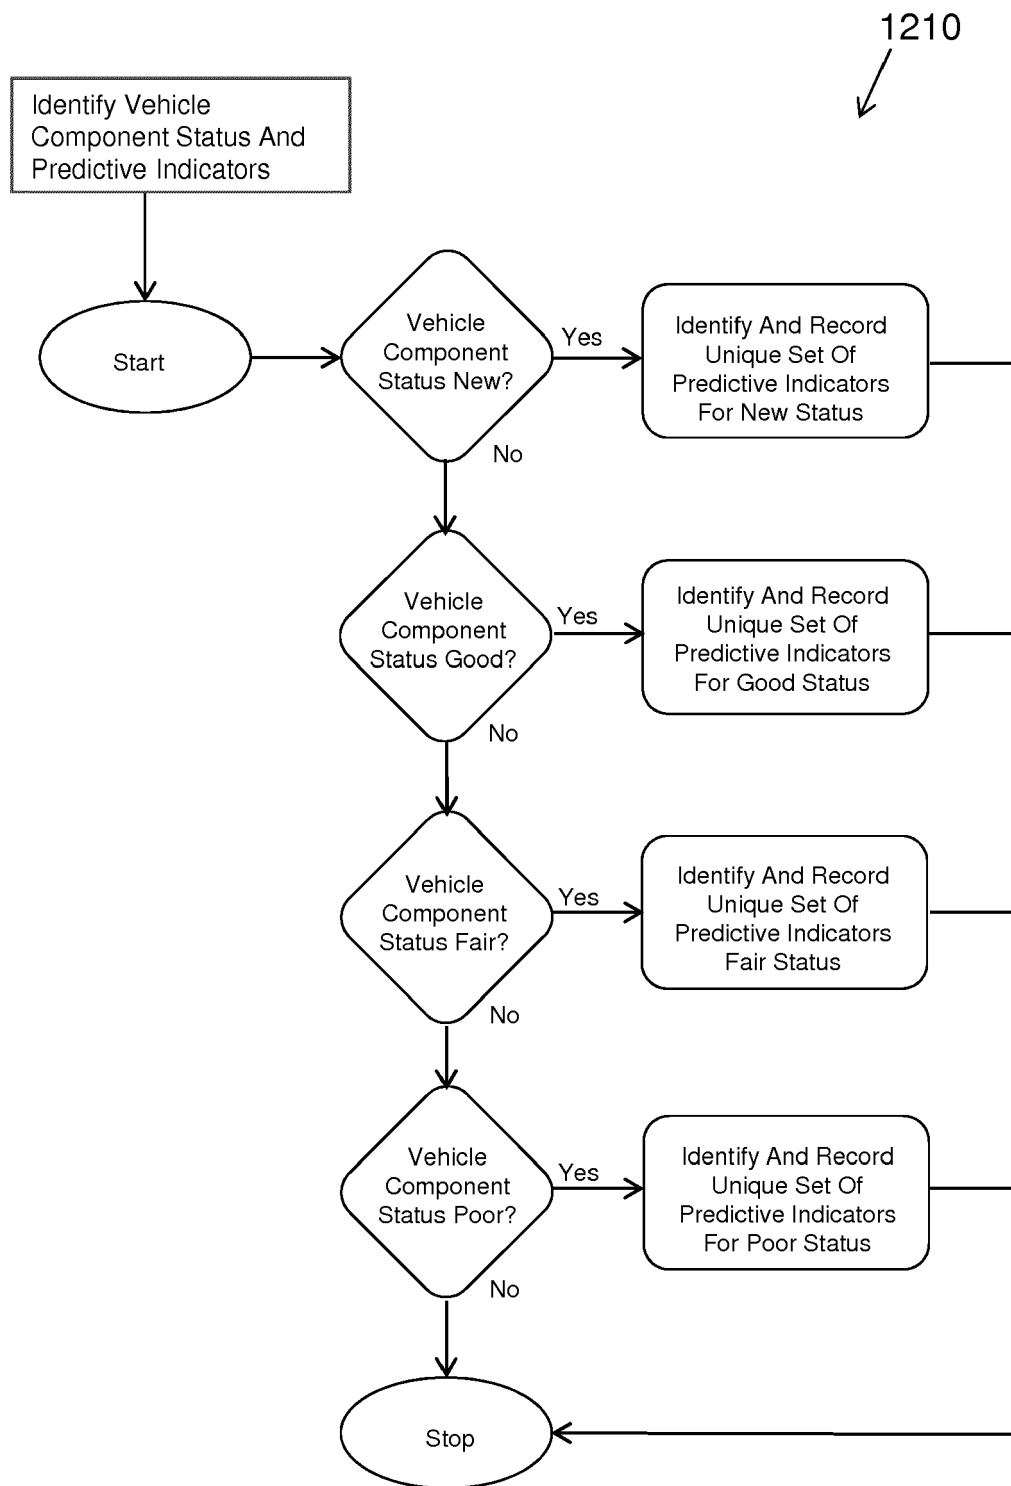 1210
Identify Vehicle
Component Status And
Predictive Indicators
Start
Vehicle
Component
Status New?
Yes
Identify And Record
Unique Set Of
Predictive Indicators
For New Status
No
Vehicle
Component
Status Good?
Yes
Identify And Record
Unique Set Of
Predictive Indicators
For Good Status
No
Vehicle
Component
Status Fair?
Yes
Identify And Record
Unique Set Of
Predictive Indicators
Fair Status
No
Vehicle
Component
Status Poor?
Yes
Identify And Record
Unique Set Of
Predictive Indicators
For Poor Status
No
Stop